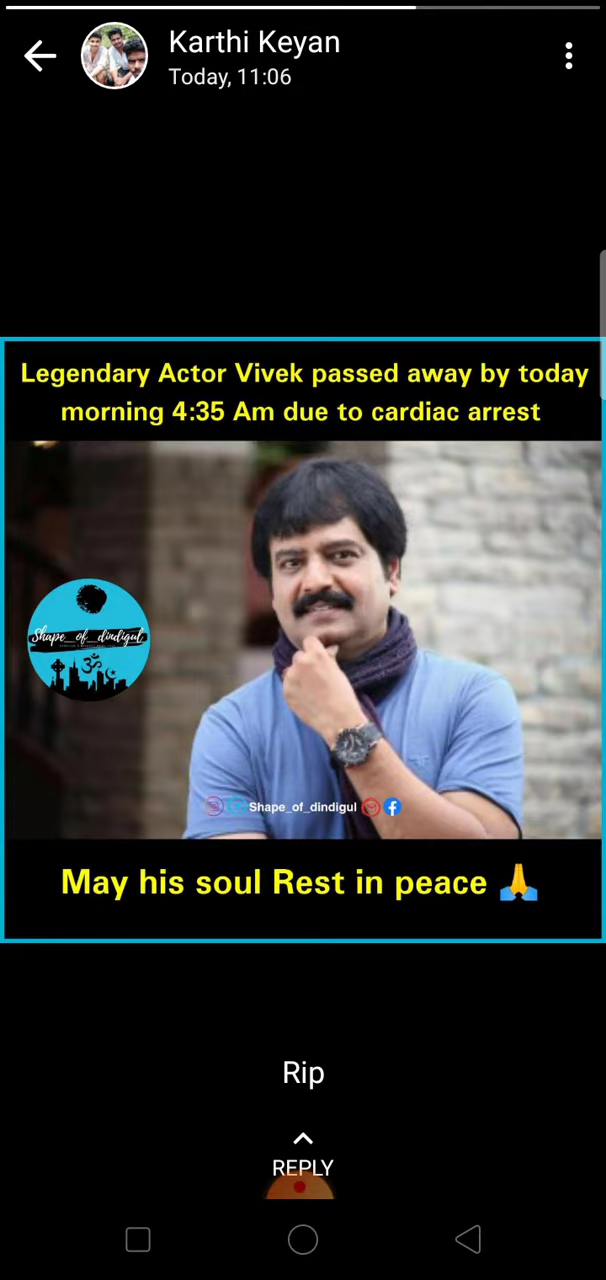 Karthi Keyan
Today, 11:06
Legendary Actor Vivek passed away by today
morning 4:35 Am due to cardiac arrest
Shape_of_dindigul
ॐ
Shape_of_dindigul
May his soul Rest in peace 🙏
Rip
REPLY